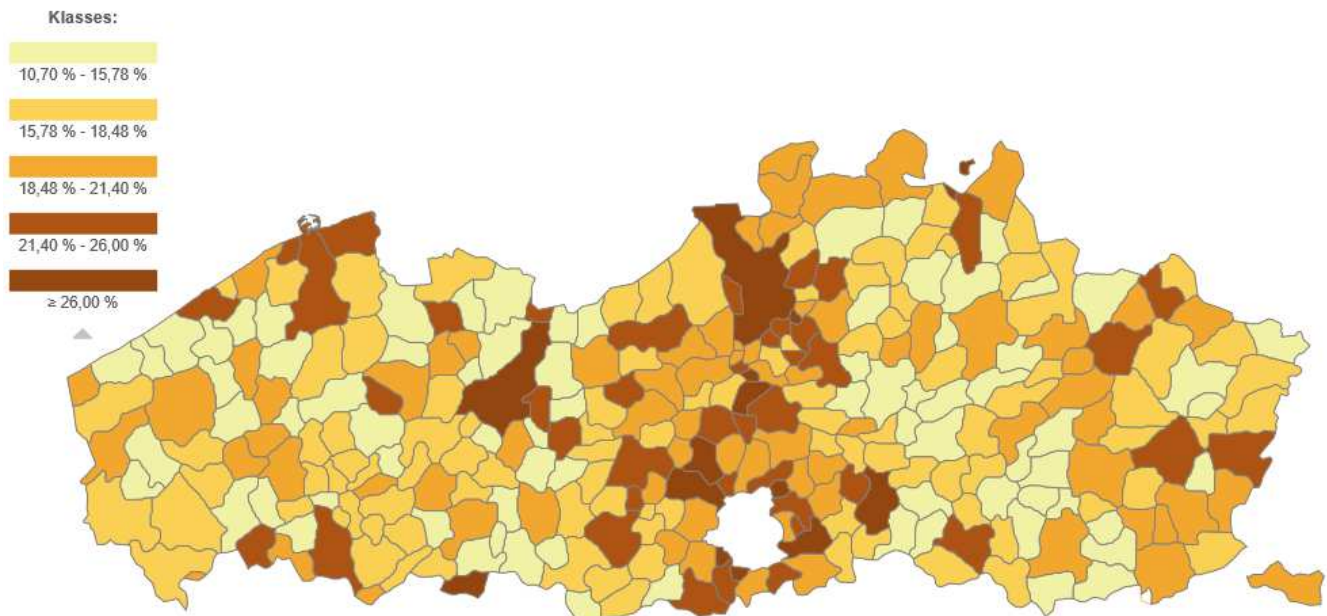 Klasses:
10,70 % - 15,78 %
15,78 % - 18,48 %
18,48 % - 21,40 %
21,40 % - 26,00 %
≥ 26,00 %